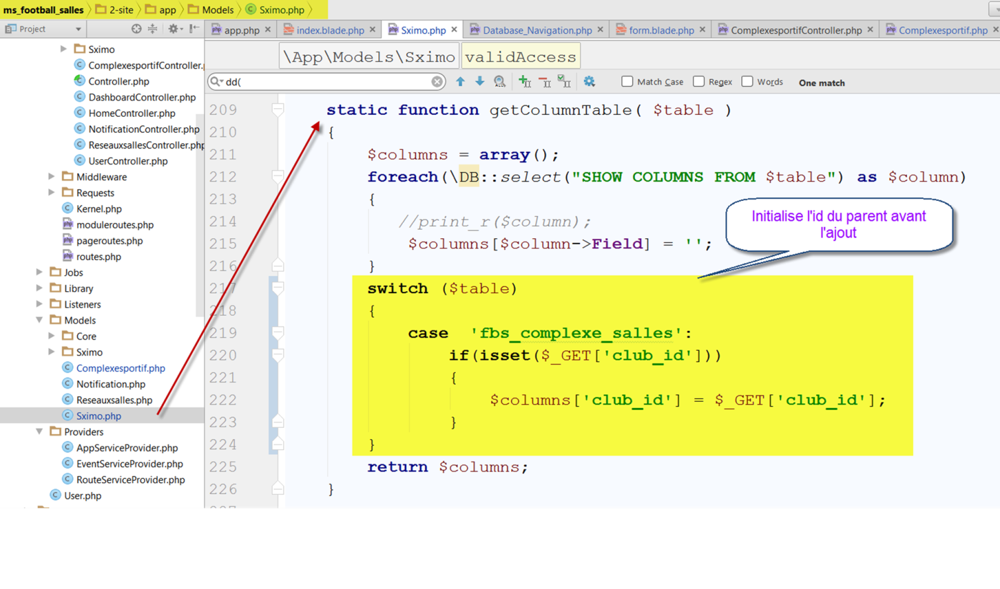 ms_football_salles 2-site app Models Sximo.php
Project
app.php index.blade.php Sximo.php Database_Navigation.php form.blade.php ComplexesportifController.php Complexesportif.php
\App\Models\Sximo validAccess
dd( Match Case Regex Words One match
Sximo
ComplexesportifController.
Controller.php
DashboardController.php
HomeController.php
NotificationController.php
ReseauxsallesController.php
UserController.php
Middleware
Requests
Kernel.php
moduleroutes.php
pageroutes.php
routes.php
Jobs
Library
Listeners
Models
Core
Sximo
Complexesportif.php
Notification.php
Reseauxsalles.php
Sximo.php
Providers
AppServiceProvider.php
EventServiceProvider.php
RouteServiceProvider.php
User.php
209 static function getColumnTable( $table )
210 {
211 $columns = array();
212 foreach(\DB::select("SHOW COLUMNS FROM $table") as $column)
213 {
214 //print_r($column);
215 $columns[$column->Field] = '';
216 }
217 switch ($table)
218 {
219 case 'fbs_complexe_salles':
220 if(isset($_GET['club_id']))
221 {
222 $columns['club_id'] = $_GET['club_id'];
223 }
224 }
225 return $columns;
226 }
Initialise l'id du parent avant
l'ajout